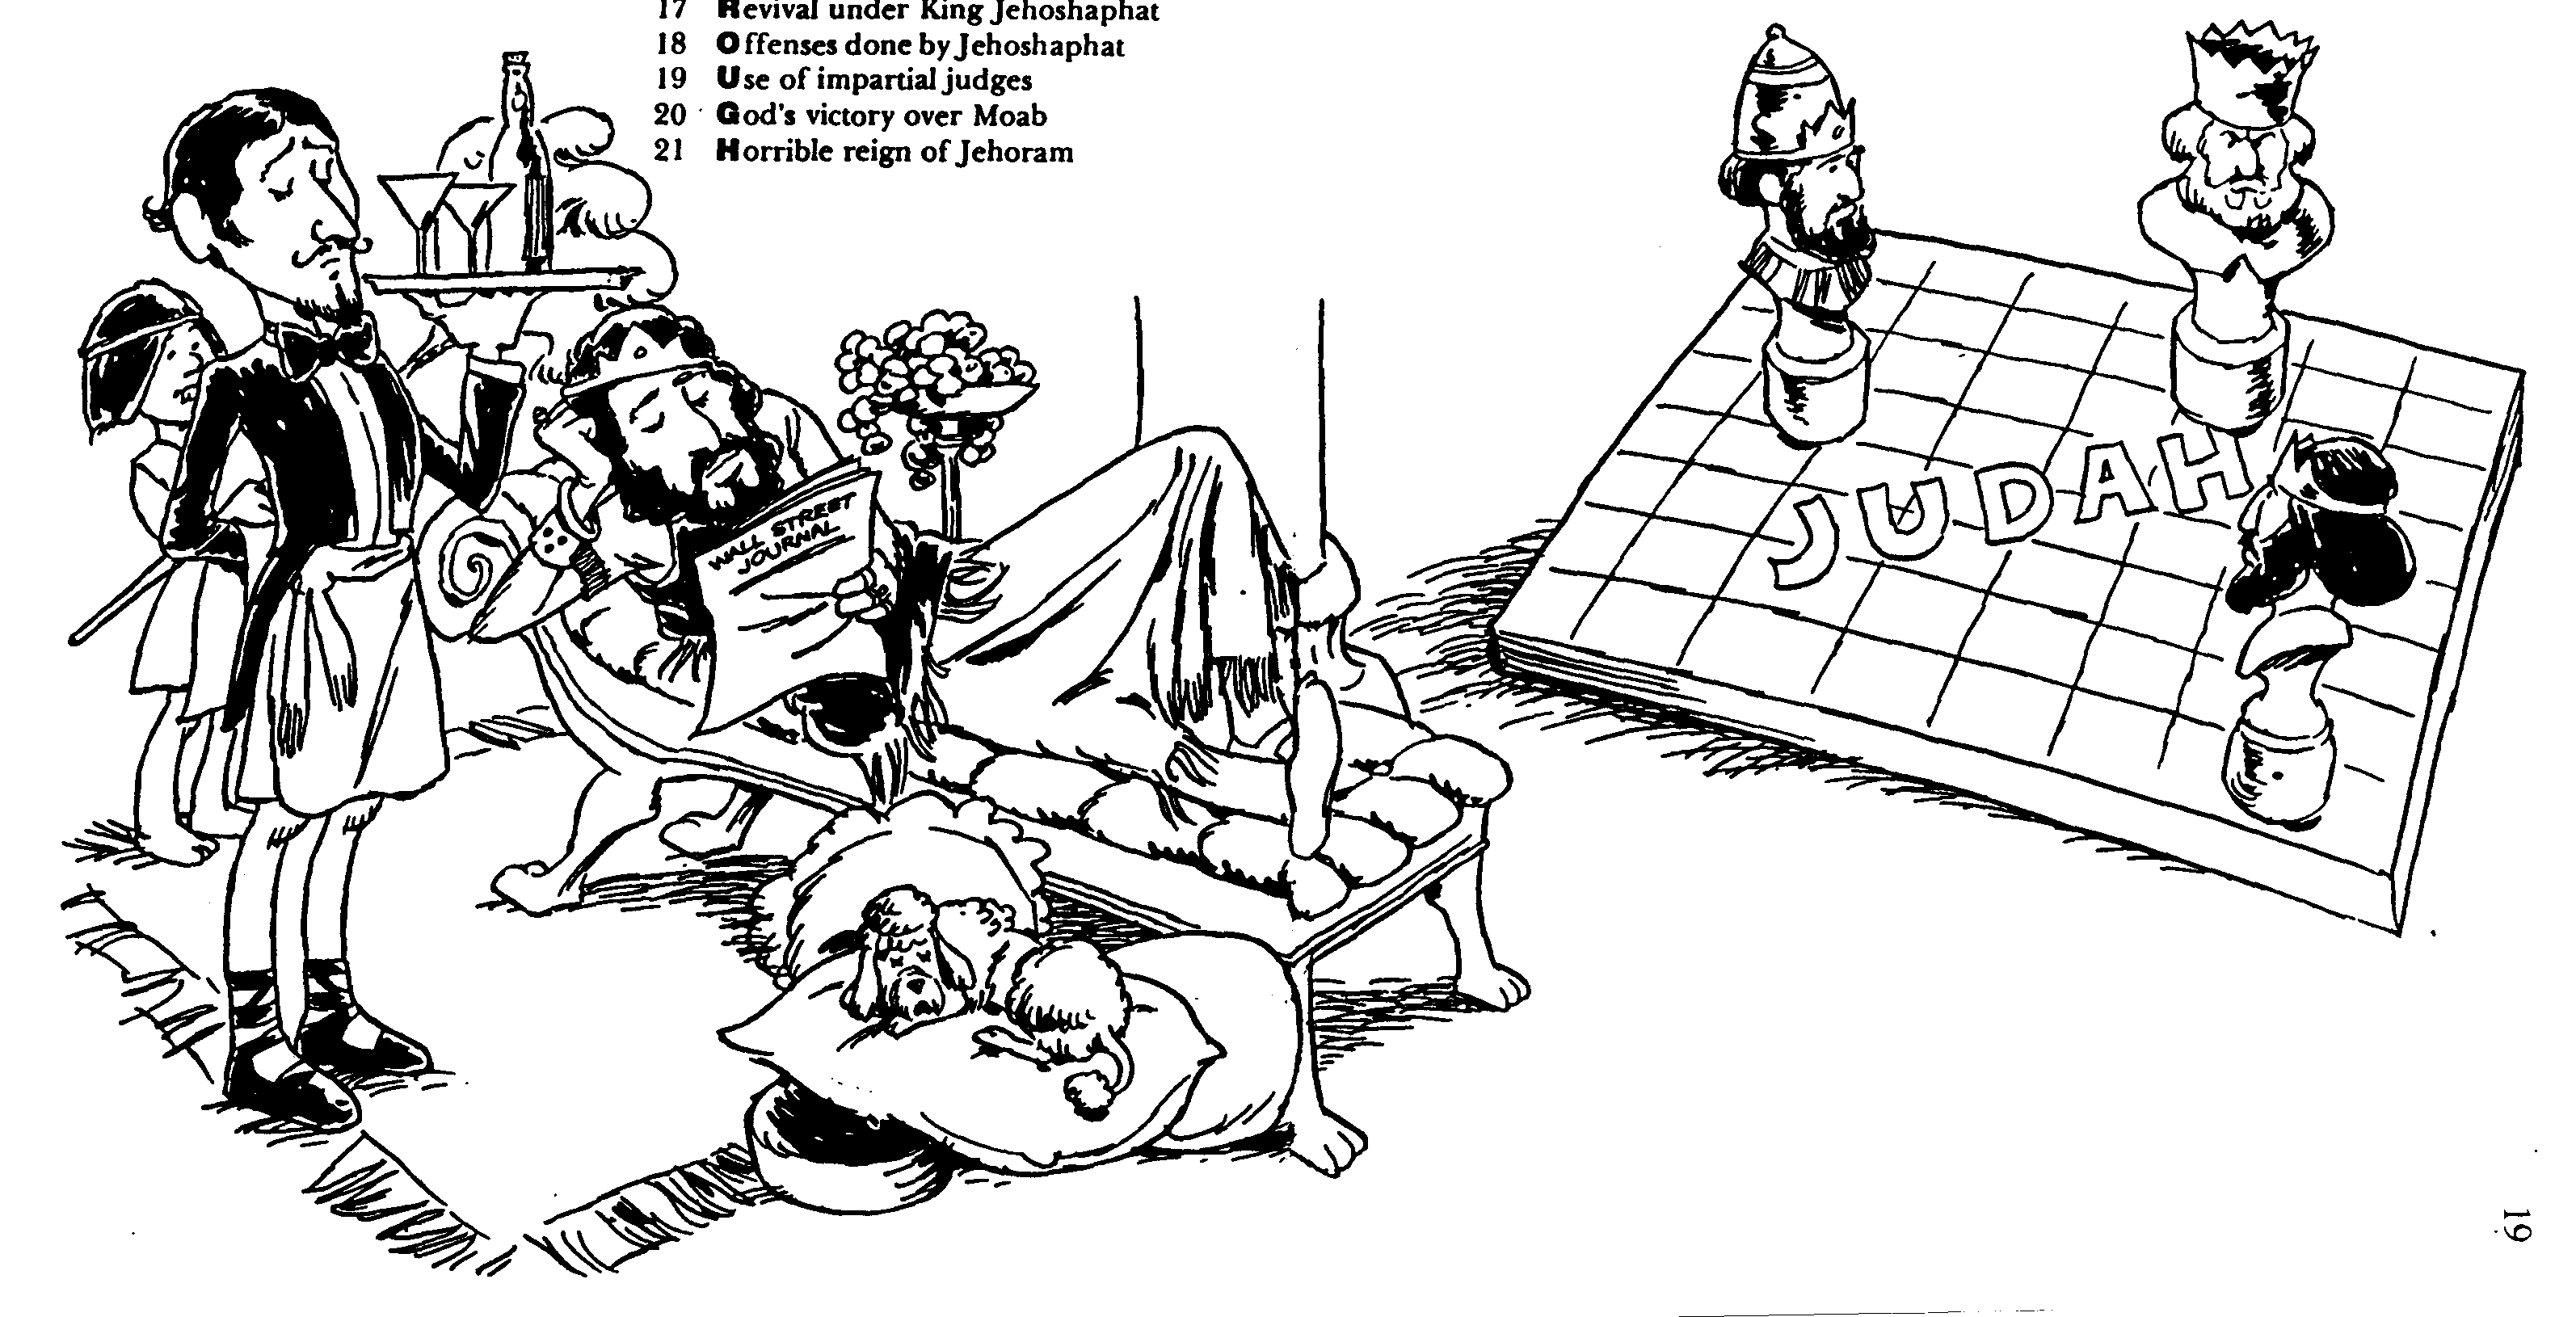 17 Revival under King Jehoshaphat
18 Offenses done by Jehoshaphat
19 Use of impartial judges
20 God's victory over Moab
21 Horrible reign of Jehoram
WALL STREET
JOURNAL
JUDAH
19